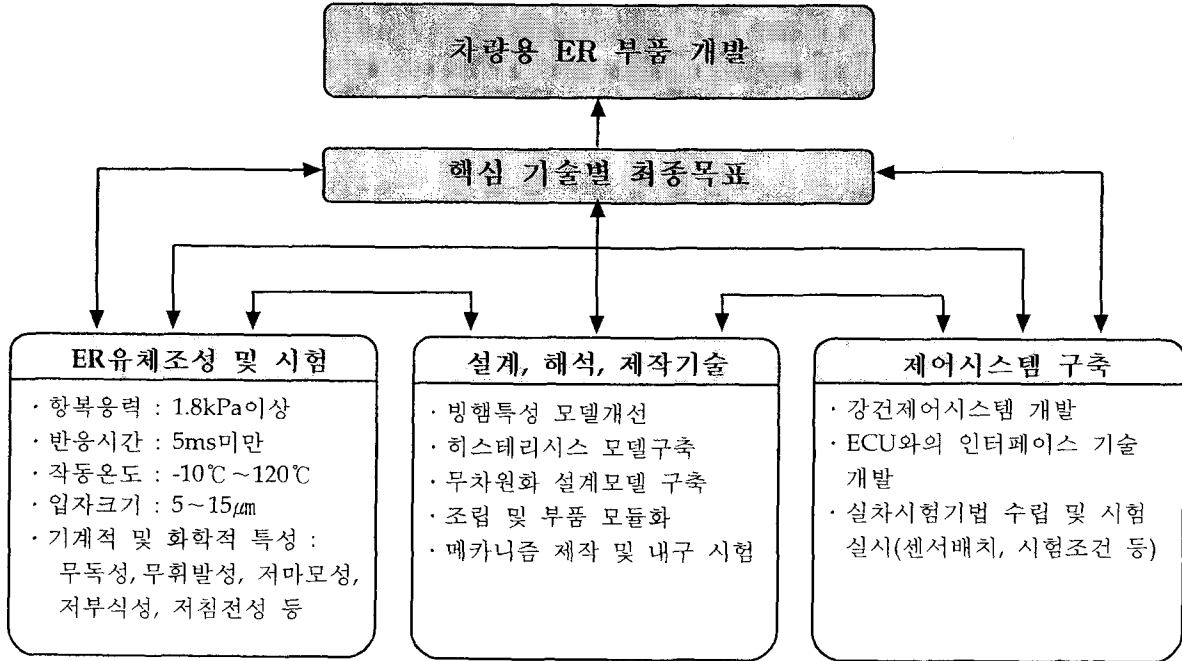 차량용 ER 부품 개발
핵심 기술별 최종목표
ER유체조성 및 시험
· 항복응력 : 1.8kPa이상
· 반응시간 : 5ms미만
· 작동온도 : -10℃~120℃
· 입자크기 : 5~15㎛
· 기계적 및 화학적 특성 :
무독성, 무휘발성, 저마모성,
저부식성, 저침전성 등
설계, 해석, 제작기술
· 빙햄특성 모델개선
· 히스테리시스 모델구축
· 무차원화 설계모델 구축
· 조립 및 부품 모듈화
· 메카니즘 제작 및 내구 시험
제어시스템 구축
· 강건제어시스템 개발
· ECU와의 인터페이스 기술
개발
· 실차시험기법 수립 및 시험
실시(센서배치, 시험조건 등)